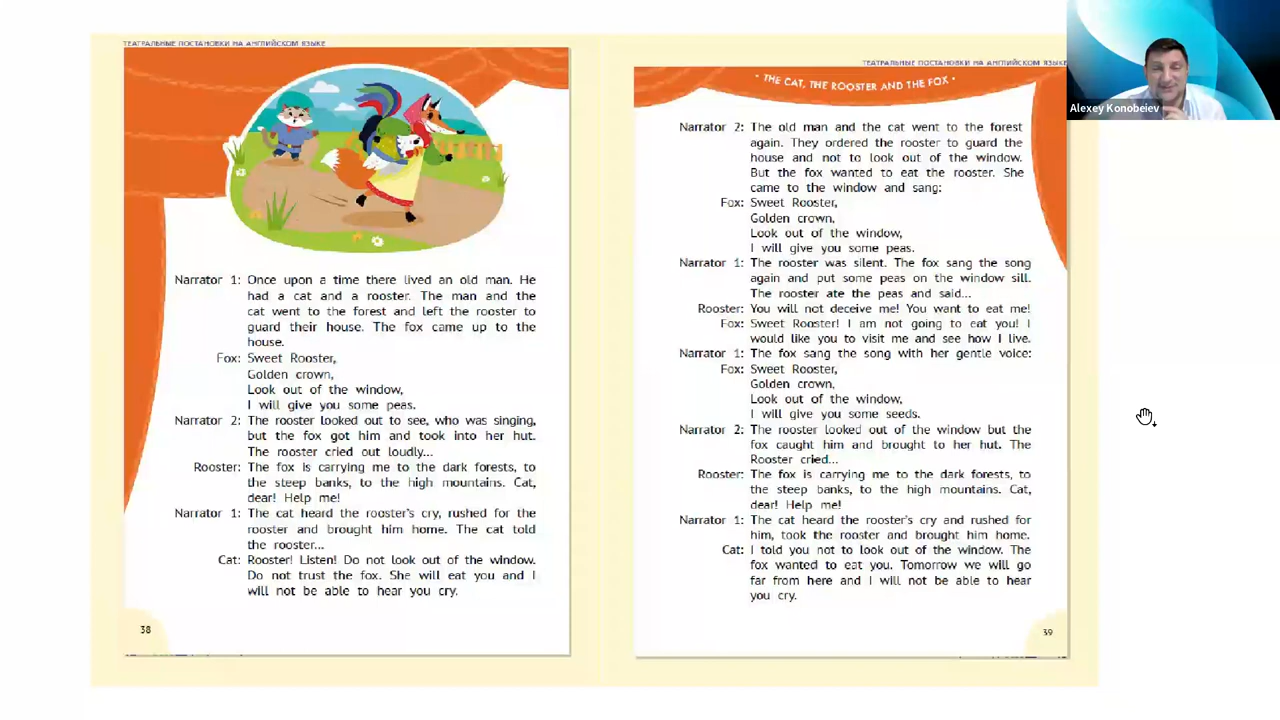 ТЕАТРАЛЬНЫЕ ПОСТАНОВКИ НА АНГЛИЙСКОМ ЯЗЫКЕ
Narrator 1: Once upon a time there lived an old man. He
had a cat and a rooster. The man and the
cat went to the forest and left the rooster to
guard their house. The fox came up to the
house.
Fox: Sweet Rooster,
Golden crown,
Look out of the window,
I will give you some peas.
Narrator 2: The rooster looked out to see, who was singing,
but the fox got him and took into her hut.
The rooster cried out loudly...
Rooster: The fox is carrying me to the dark forests, to
the steep banks, to the high mountains. Cat,
dear! Help me!
Narrator 1: The cat heard the rooster's cry, rushed for the
rooster and brought him home. The cat told
the rooster...
Cat: Rooster! Listen! Do not look out of the window.
Do not trust the fox. She will eat you and I
will not be able to hear you cry.
38
ТЕАТРАЛЬНЫЕ ПОСТАНОВКИ НА АНГЛИЙСКОМ ЯЗЫКЕ
• THE CAT, THE ROOSTER AND THE FOX •
Narrator 2: The old man and the cat went to the forest
again. They ordered the rooster to guard the
house and not to look out of the window.
But the fox wanted to eat the rooster. She
came to the window and sang:
Fox: Sweet Rooster,
Golden crown,
Look out of the window,
I will give you some peas.
Narrator 1: The rooster was silent. The fox sang the song
again and put some peas on the window sill.
The rooster ate the peas and said...
Rooster: You will not deceive me! You want to eat me!
Fox: Sweet Rooster! I am not going to eat you! I
would like you to visit me and see how I live.
Narrator 1: The fox sang the song with her gentle voice:
Fox: Sweet Rooster,
Golden crown,
Look out of the window,
I will give you some seeds.
Narrator 2: The rooster looked out of the window but the
fox caught him and brought to her hut. The
Rooster cried...
Rooster: The fox is carrying me to the dark forests, to
the steep banks, to the high mountains. Cat,
dear! Help me!
Narrator 1: The cat heard the rooster's cry and rushed for
him, took the rooster and brought him home.
Cat: I told you not to look out of the window. The
fox wanted to eat you. Tomorrow we will go
far from here and I will not be able to hear
you cry.
39
Alexey Konobeiev